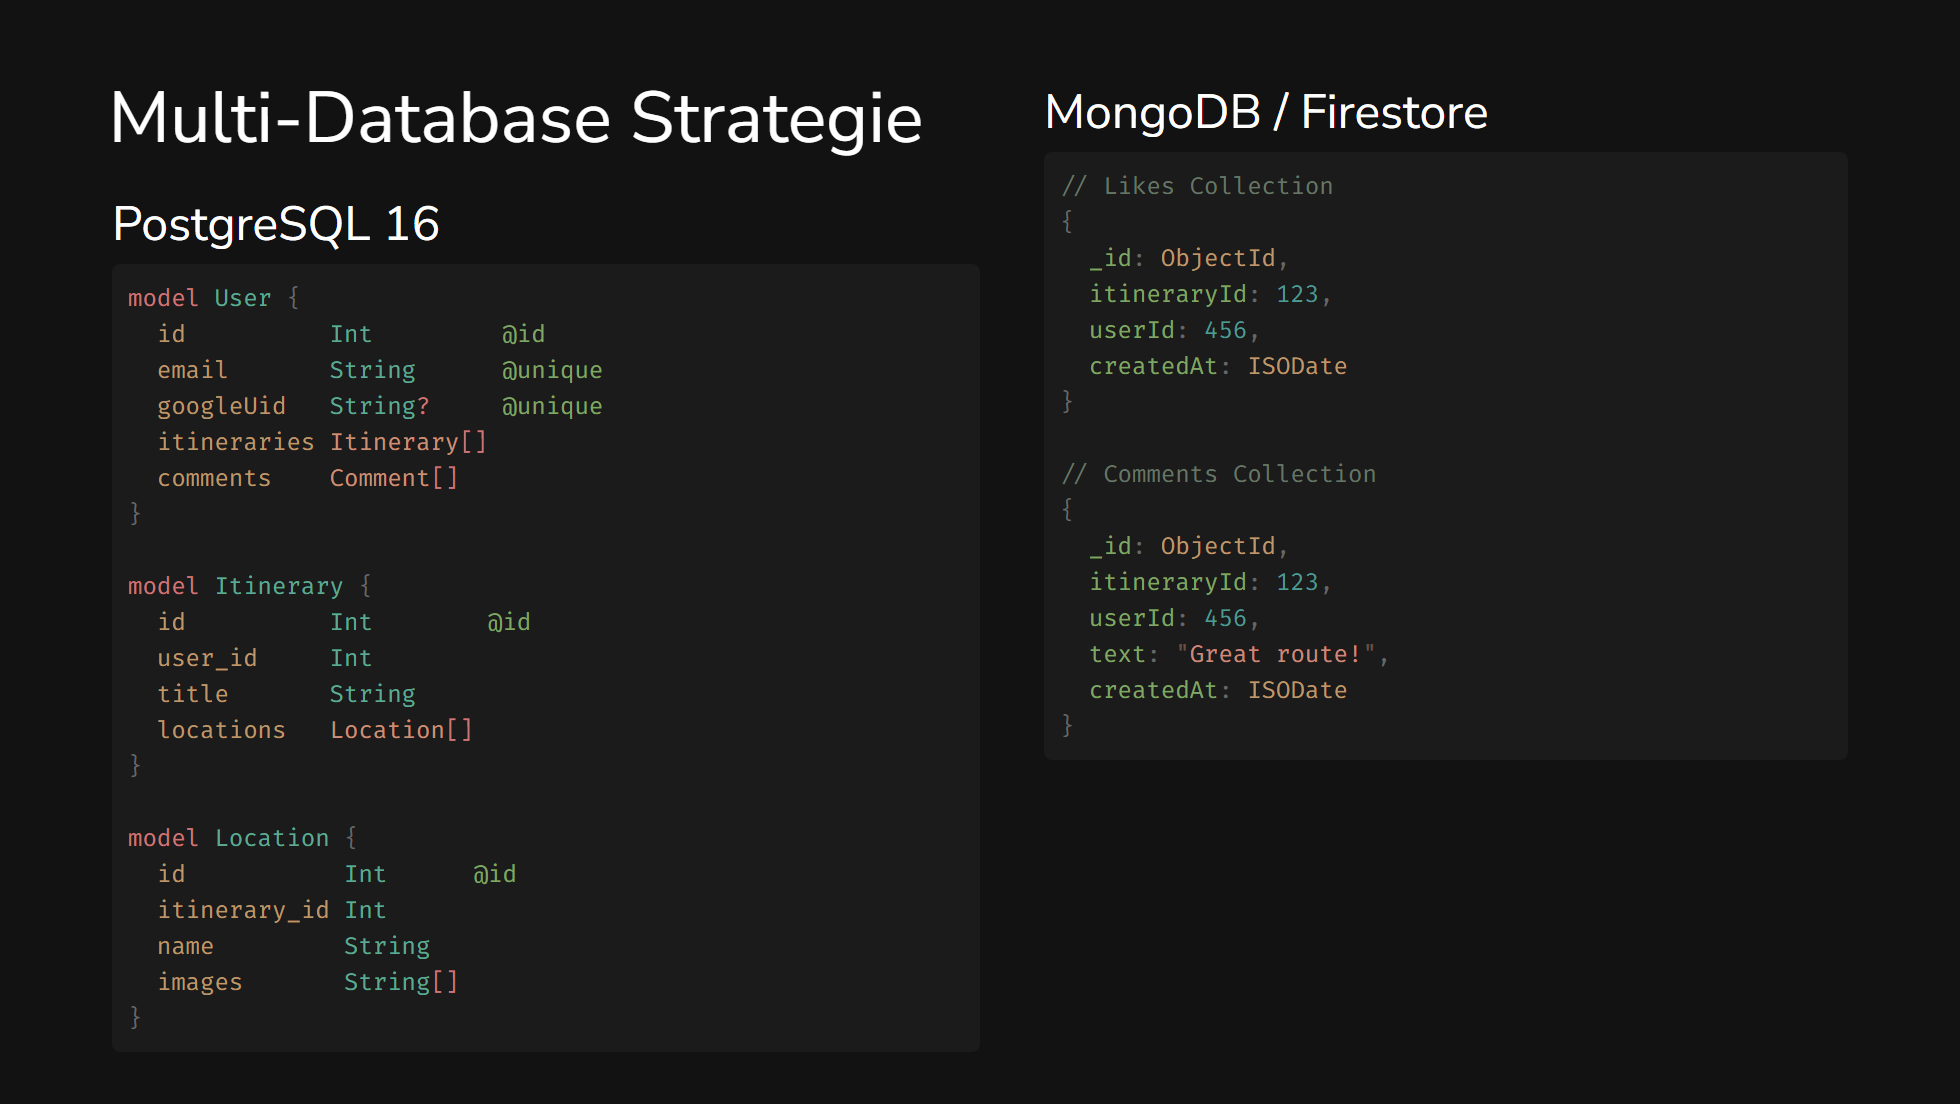 Multi-Database Strategie
PostgreSQL 16
model User {
  id          Int         @id
  email       String      @unique
  googleUid   String?     @unique
  itineraries Itinerary[]
  comments    Comment[]
}

model Itinerary {
  id          Int        @id
  user_id     Int
  title       String
  locations   Location[]
}

model Location {
  id           Int      @id
  itinerary_id Int
  name         String
  images       String[]
}
MongoDB / Firestore
// Likes Collection
{
  _id: ObjectId,
  itineraryId: 123,
  userId: 456,
  createdAt: ISODate
}

// Comments Collection
{
  _id: ObjectId,
  itineraryId: 123,
  userId: 456,
  text: "Great route!",
  createdAt: ISODate
}